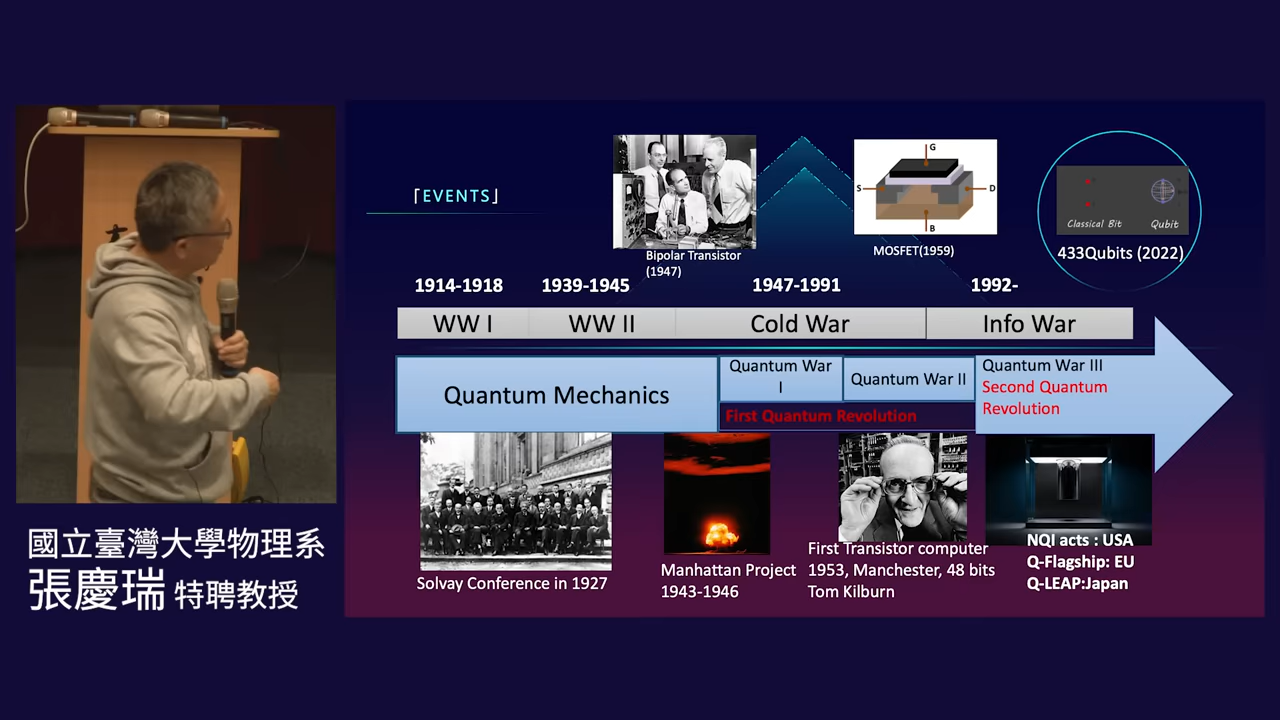 「EVENTS」
Bipolar Transistor
(1947)
G
S
D
B
MOSFET(1959)
Classical Bit
Qubit
433Qubits (2022)
1914-1918
1939-1945
1947-1991
1992-
WW I
WW II
Cold War
Info War
Quantum Mechanics
Quantum War
I
Quantum War II
First Quantum Revolution
Quantum War III
Second Quantum
Revolution
Solvay Conference in 1927
Manhattan Project
1943-1946
First Transistor computer
1953, Manchester, 48 bits
Tom Kilburn
NQI acts : USA
Q-Flagship: EU
Q-LEAP:Japan
國立臺灣大學物理系
張慶瑞 特聘教授